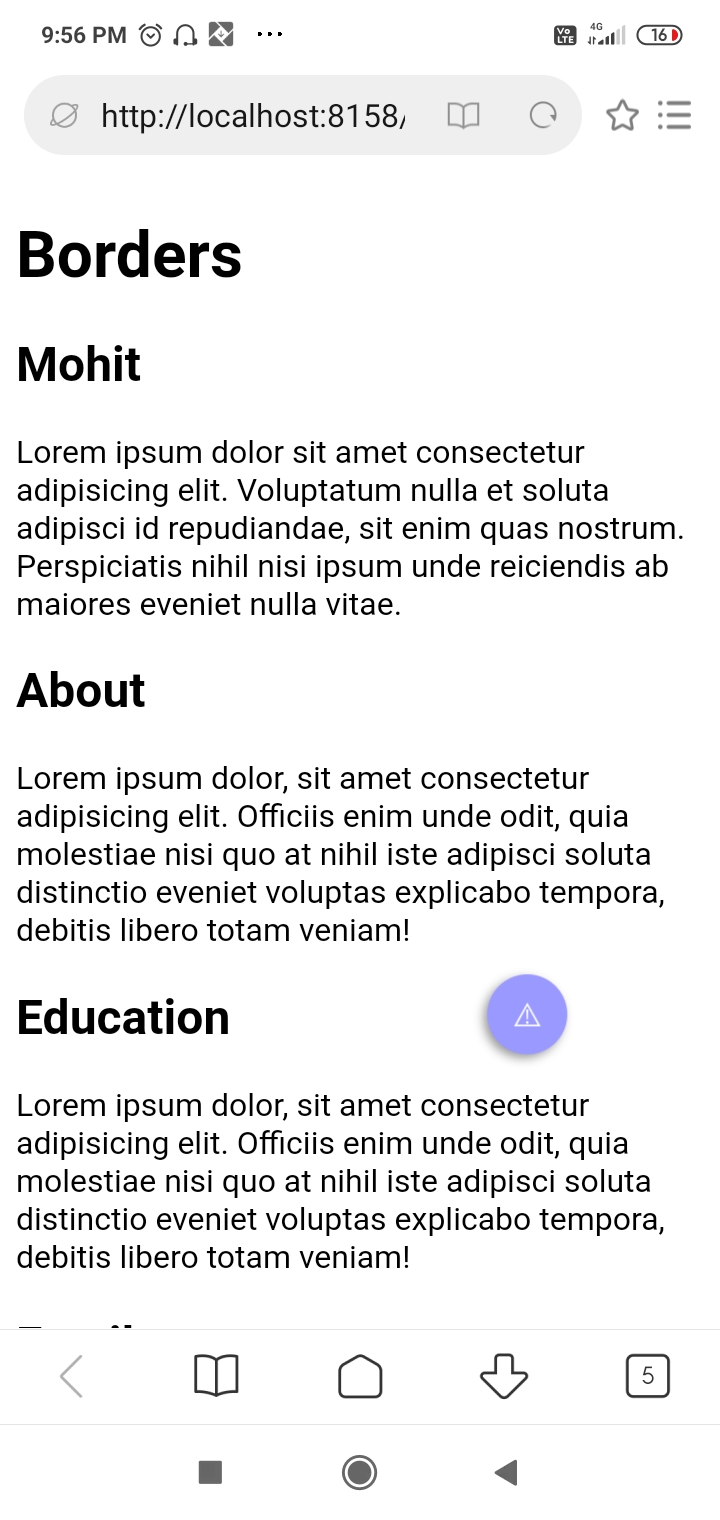 9:56 PM
Vo LTE
4G
16
http://localhost:8158/
Borders
Mohit
Lorem ipsum dolor sit amet consectetur
adipisicing elit. Voluptatum nulla et soluta
adipisci id repudiandae, sit enim quas nostrum.
Perspiciatis nihil nisi ipsum unde reiciendis ab
maiores eveniet nulla vitae.
About
Lorem ipsum dolor, sit amet consectetur
adipisicing elit. Officiis enim unde odit, quia
molestiae nisi quo at nihil iste adipisci soluta
distinctio eveniet voluptas explicabo tempora,
debitis libero totam veniam!
Education
Lorem ipsum dolor, sit amet consectetur
adipisicing elit. Officiis enim unde odit, quia
molestiae nisi quo at nihil iste adipisci soluta
distinctio eveniet voluptas explicabo tempora,
debitis libero totam veniam!
5